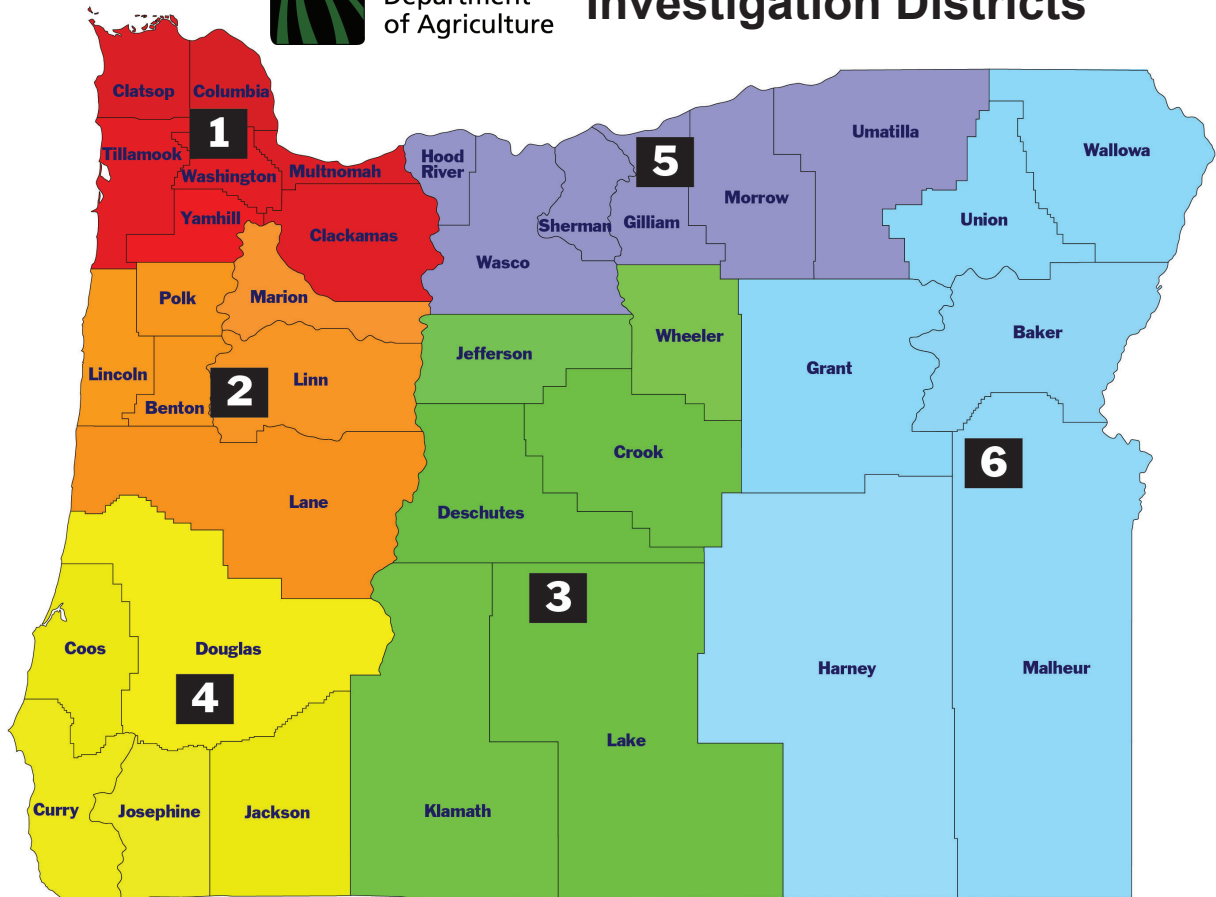 Department
of Agriculture
Investigation Districts
Clatsop
Columbia
1
Tillamook
Washington
Multnomah
Yamhill
Clackamas
Hood
River
5
Umatilla
Wallowa
Morrow
Sherman
Gilliam
Union
Wasco
Polk
Marion
Wheeler
Baker
Jefferson
Grant
Lincoln
Linn
2
Benton
Crook
6
Lane
Deschutes
3
Coos
Douglas
Harney
Malheur
4
Lake
Curry
Josephine
Jackson
Klamath